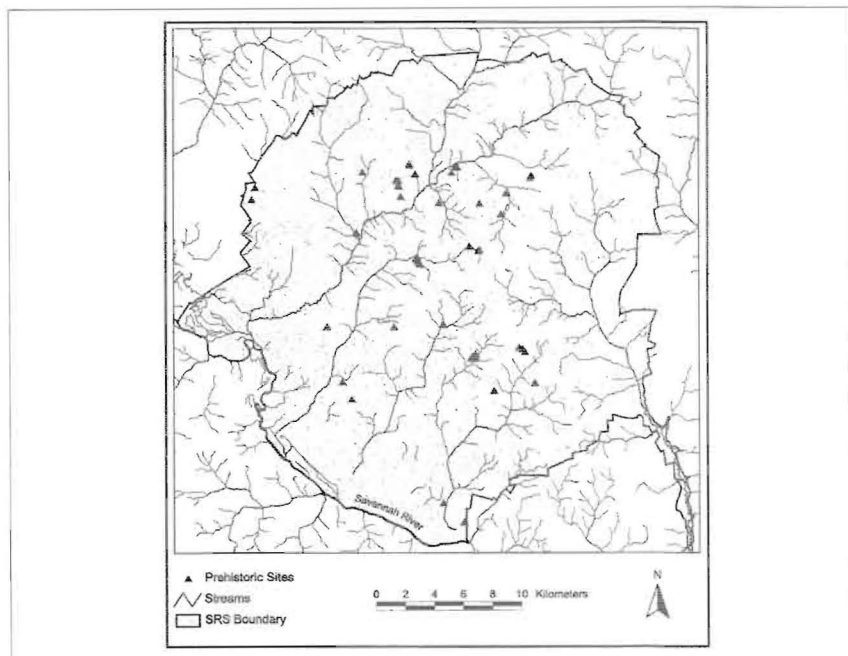 Savannah River
Prehistoric Sites
Streams
SRS Boundary
0 2 4 6 8 10 Kilometers
N